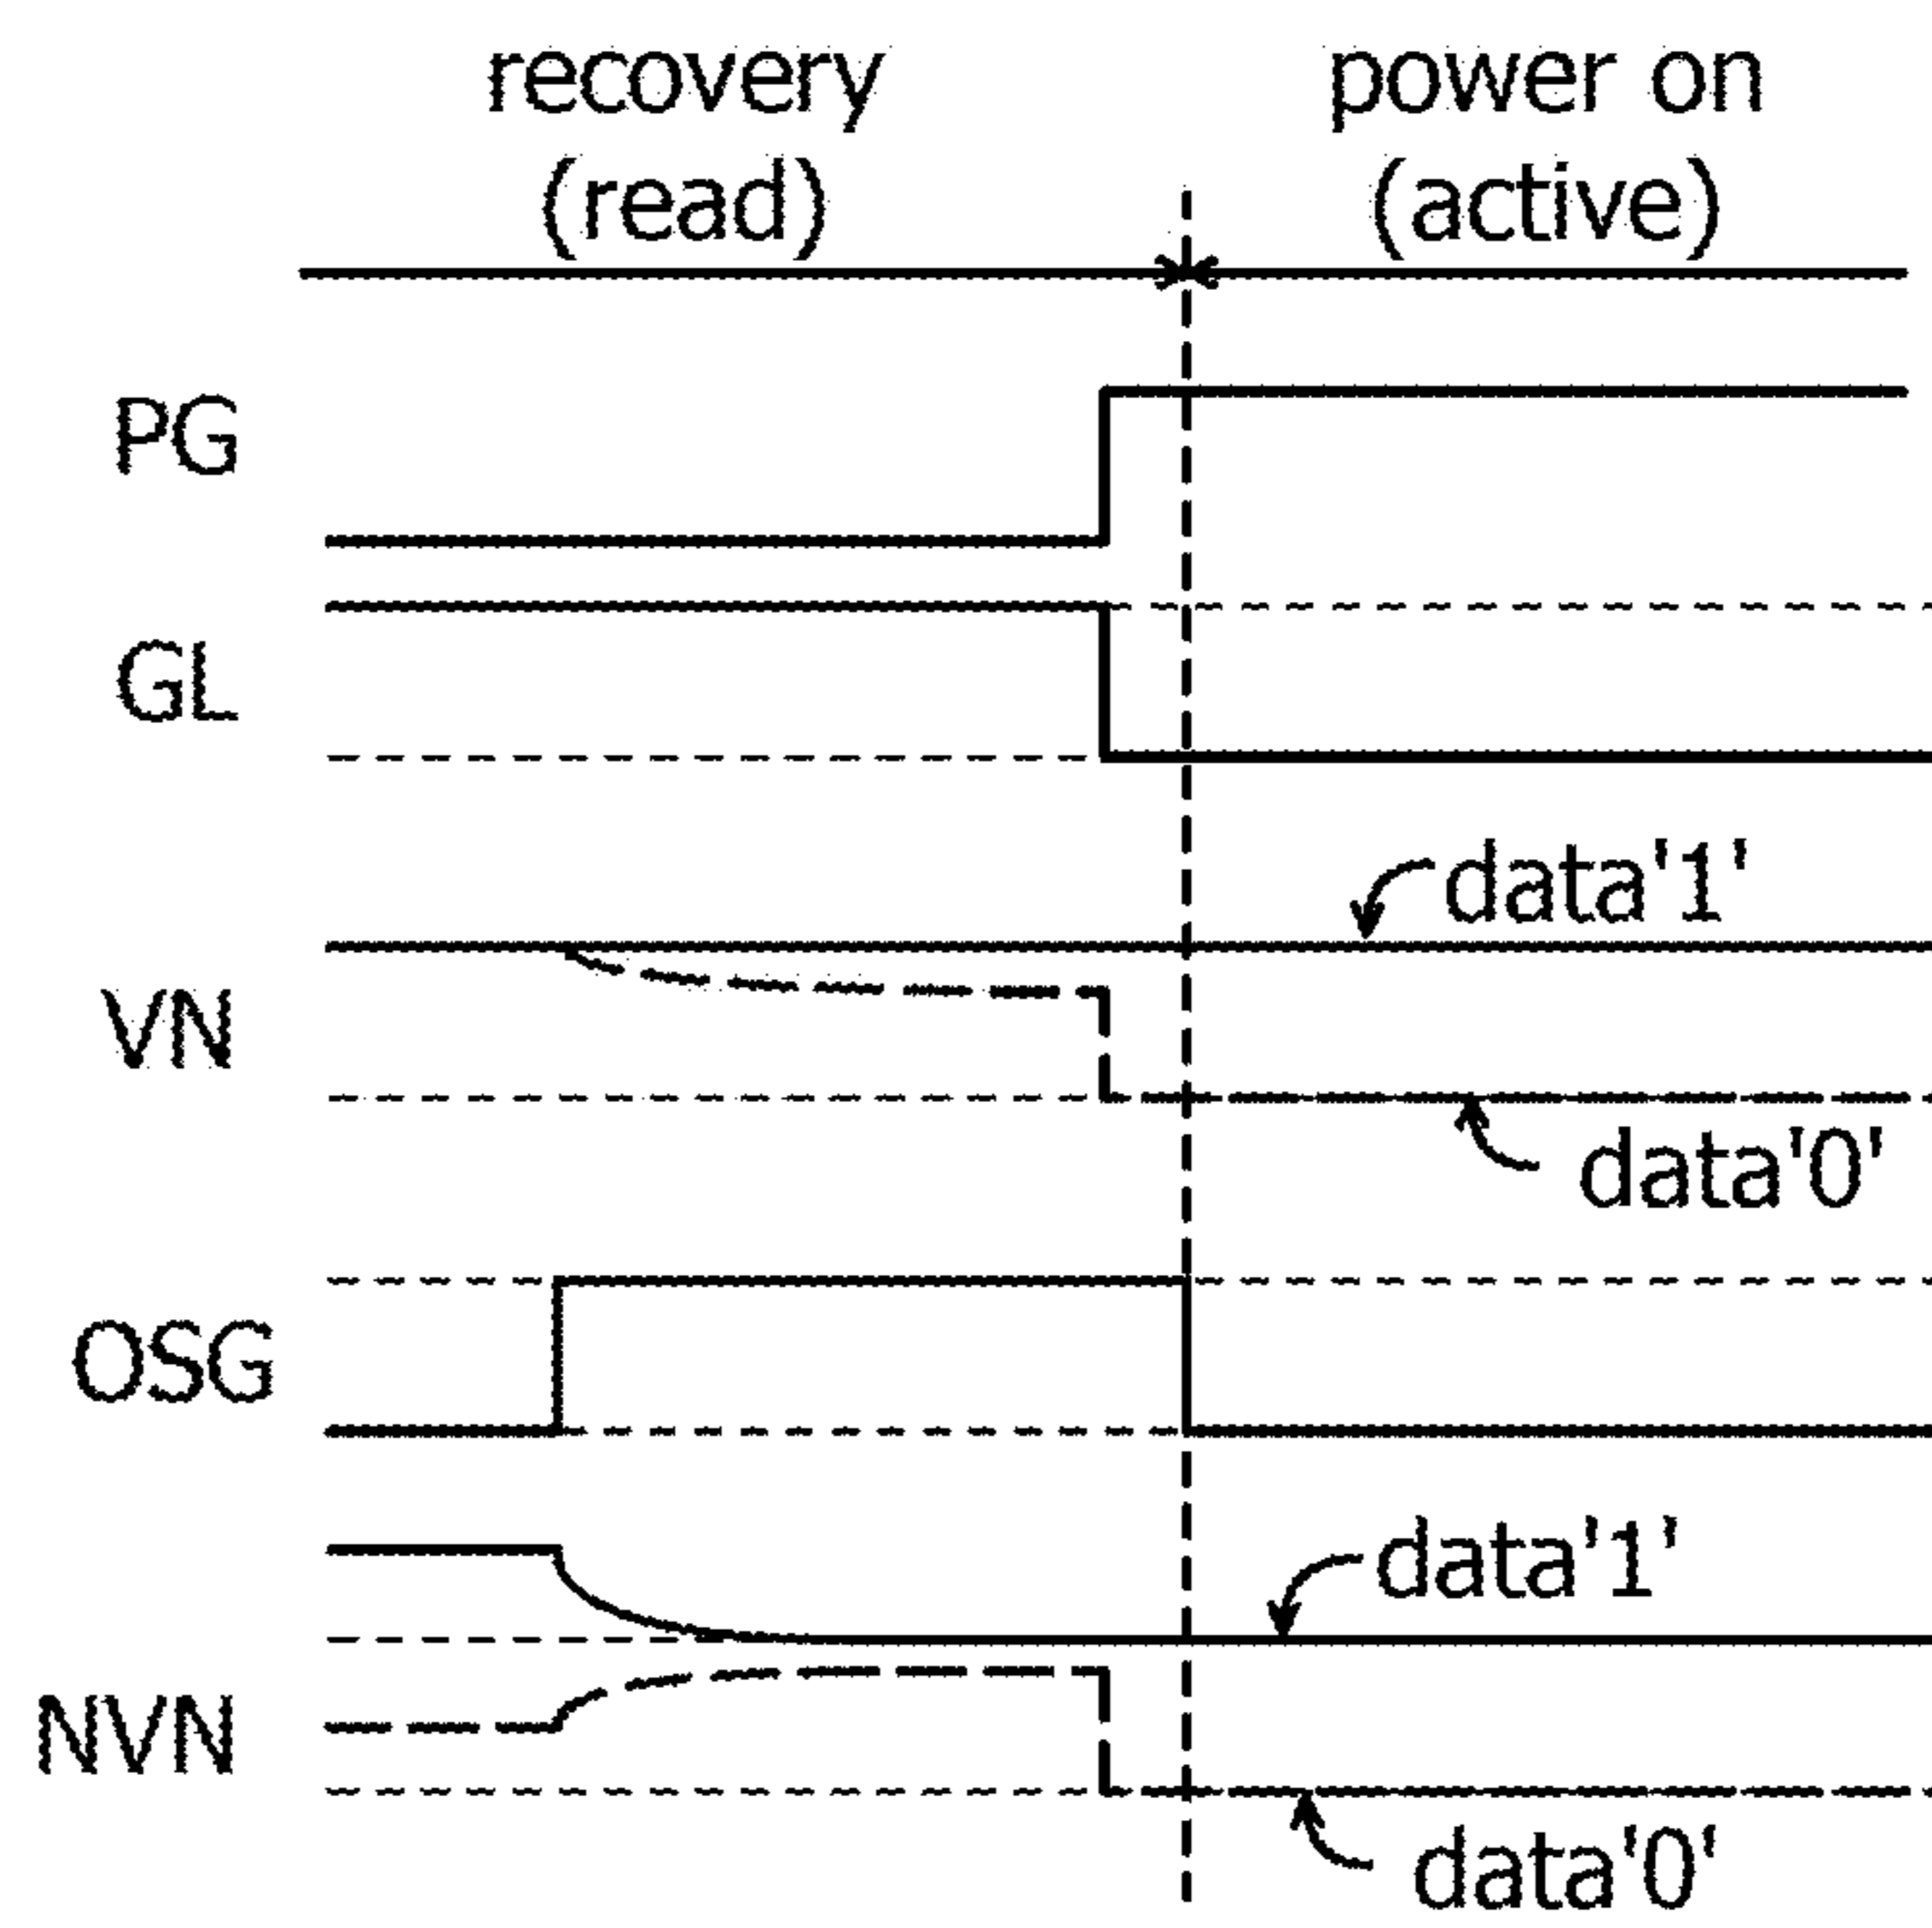 recovery
(read)
power on
(active)
PG
GL
data'1'
VN
data'0'
OSG
data'1'
NVN
data'0'